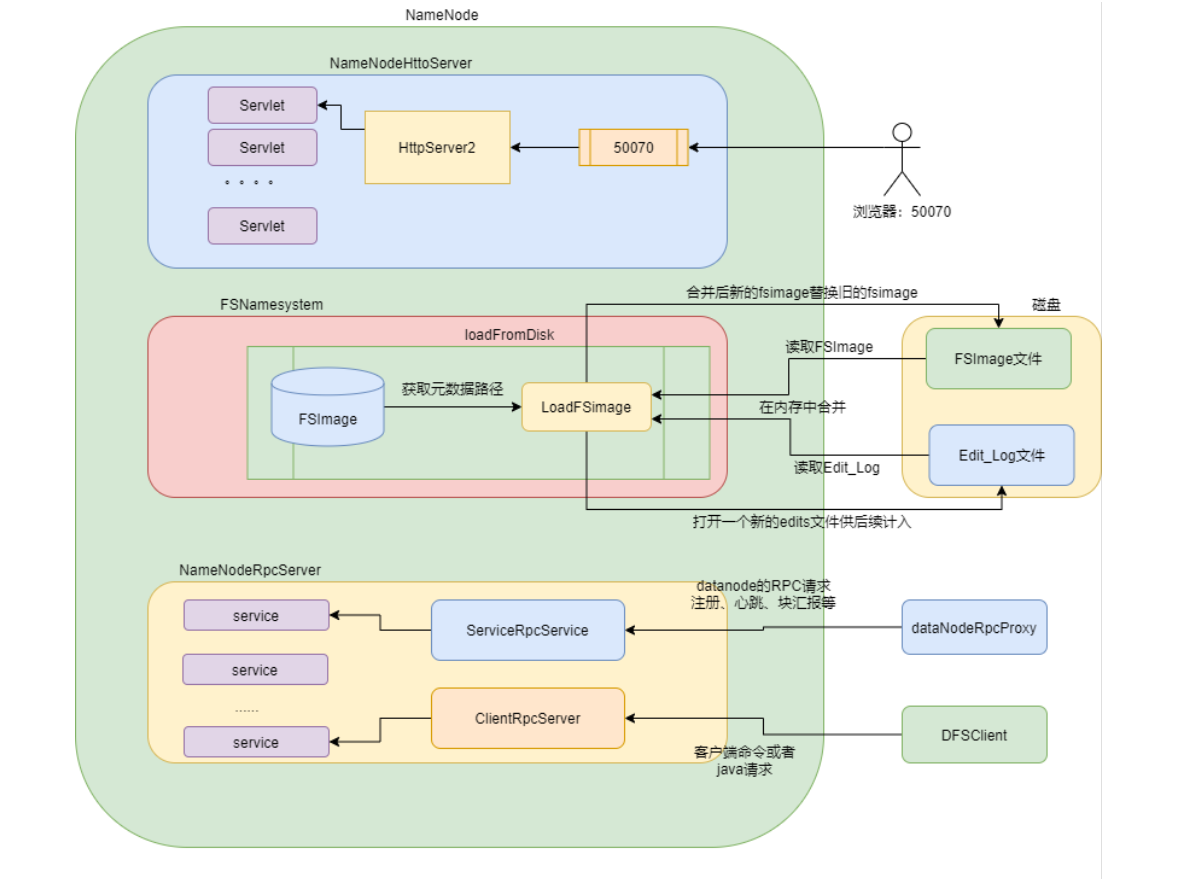 NameNode
NameNodeHttoServer
Servlet
Servlet
。。。。
Servlet
HttpServer2
50070
浏览器：50070
FSNamesystem
loadFromDisk
FSImage
获取元数据路径
LoadFSimage
合并后新的fsimage替换旧的fsimage
读取FSImage
在内存中合并
读取Edit_Log
打开一个新的edits文件供后续计入
磁盘
FSImage文件
Edit_Log文件
NameNodeRpcServer
service
service
......
service
ServiceRpcService
ClientRpcServer
datanode的RPC请求
注册、心跳、块汇报等
客户端命令或者
java请求
dataNodeRpcProxy
DFSClient